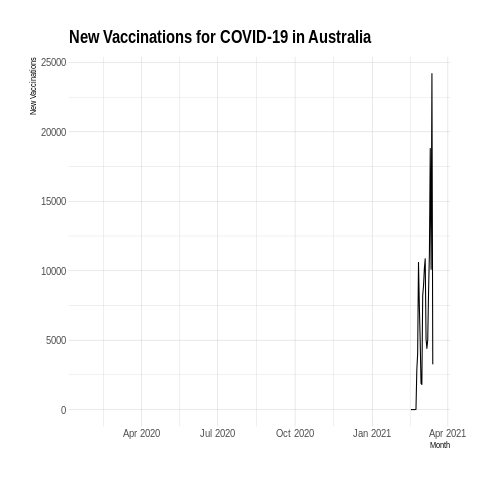 New Vaccinations for COVID-19 in Australia
New Vaccinations
25000
20000
15000
10000
5000
0
Apr 2020
Jul 2020
Oct 2020
Jan 2021
Apr 2021
Month